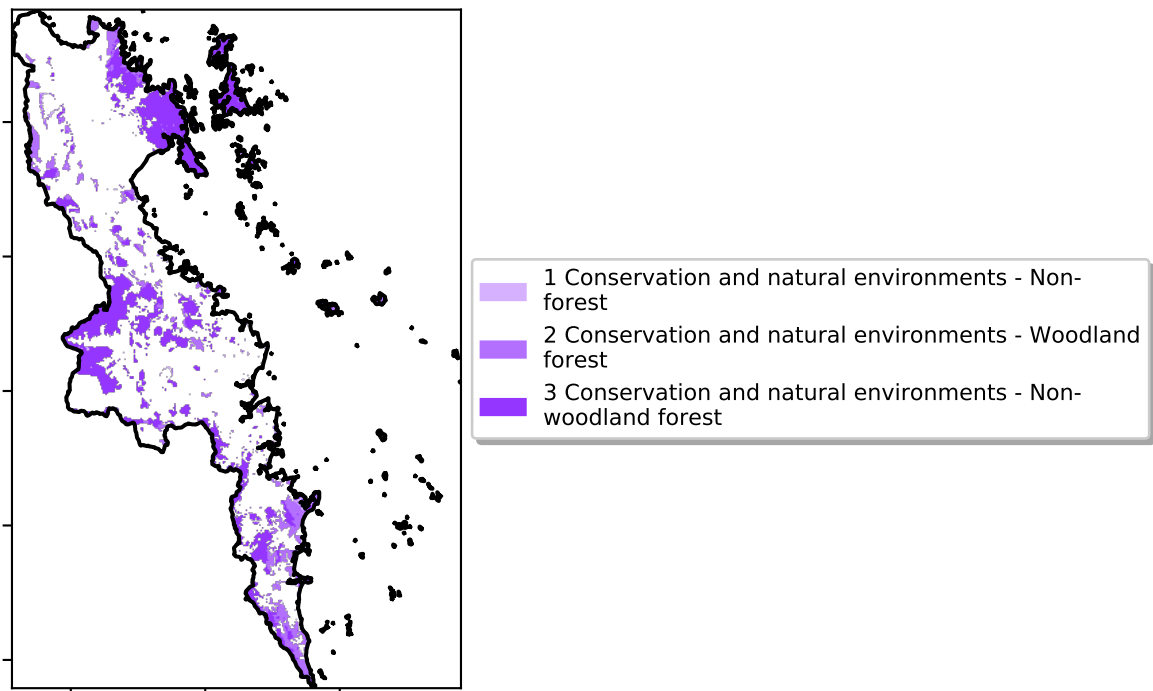 1 Conservation and natural environments - Non-
forest
2 Conservation and natural environments - Woodland
forest
3 Conservation and natural environments - Non-
woodland forest